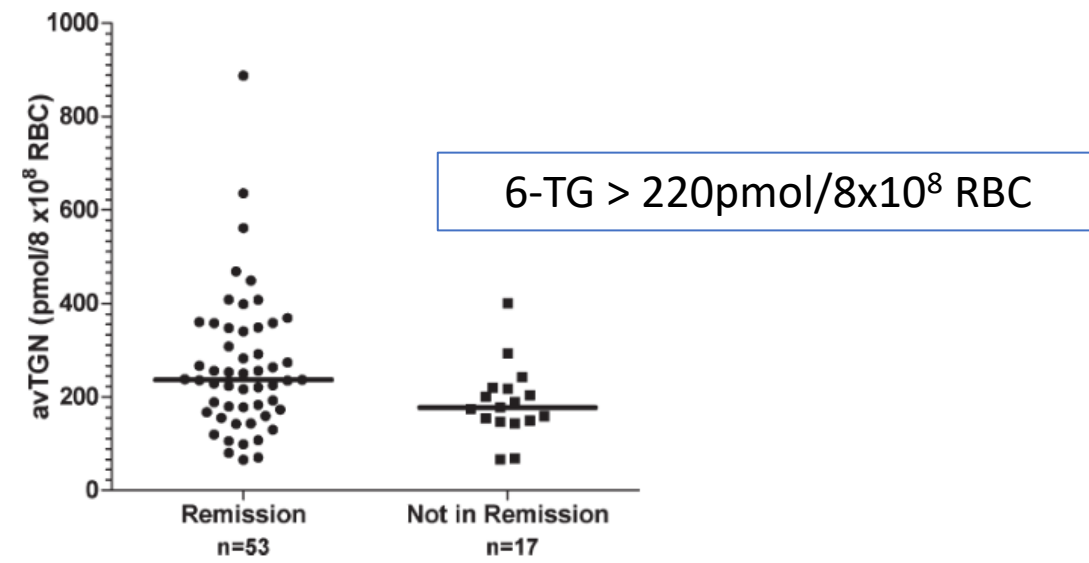 1000
800
600
400
200
0
avTGN (pmol/8 x10⁸ RBC)
6-TG > 220pmol/8x10⁸ RBC
Remission
n=53
Not in Remission
n=17